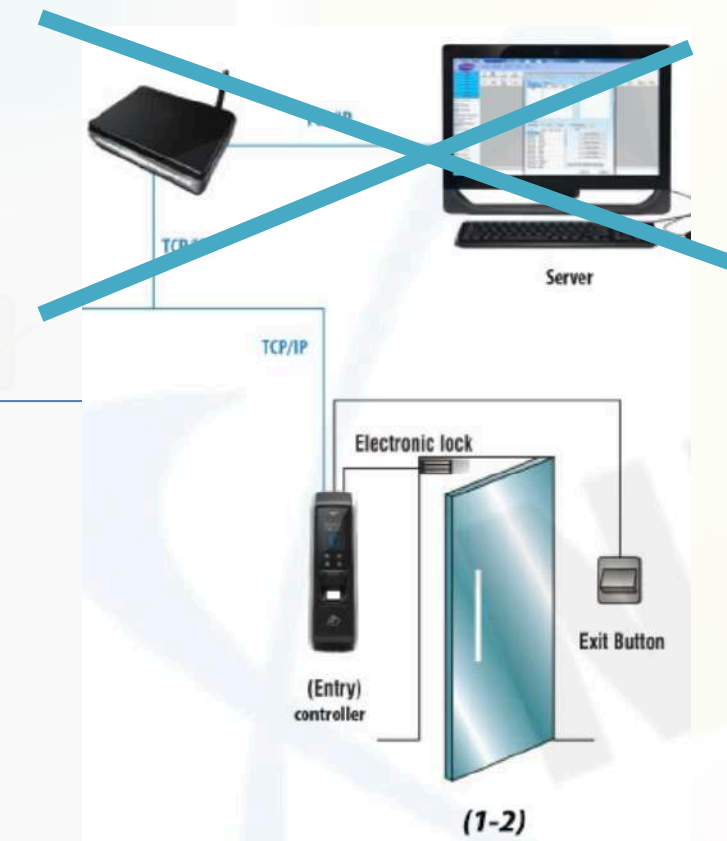 Server
TCP/IP
Electronic lock
Exit Button
(Entry)
controller
(1-2)